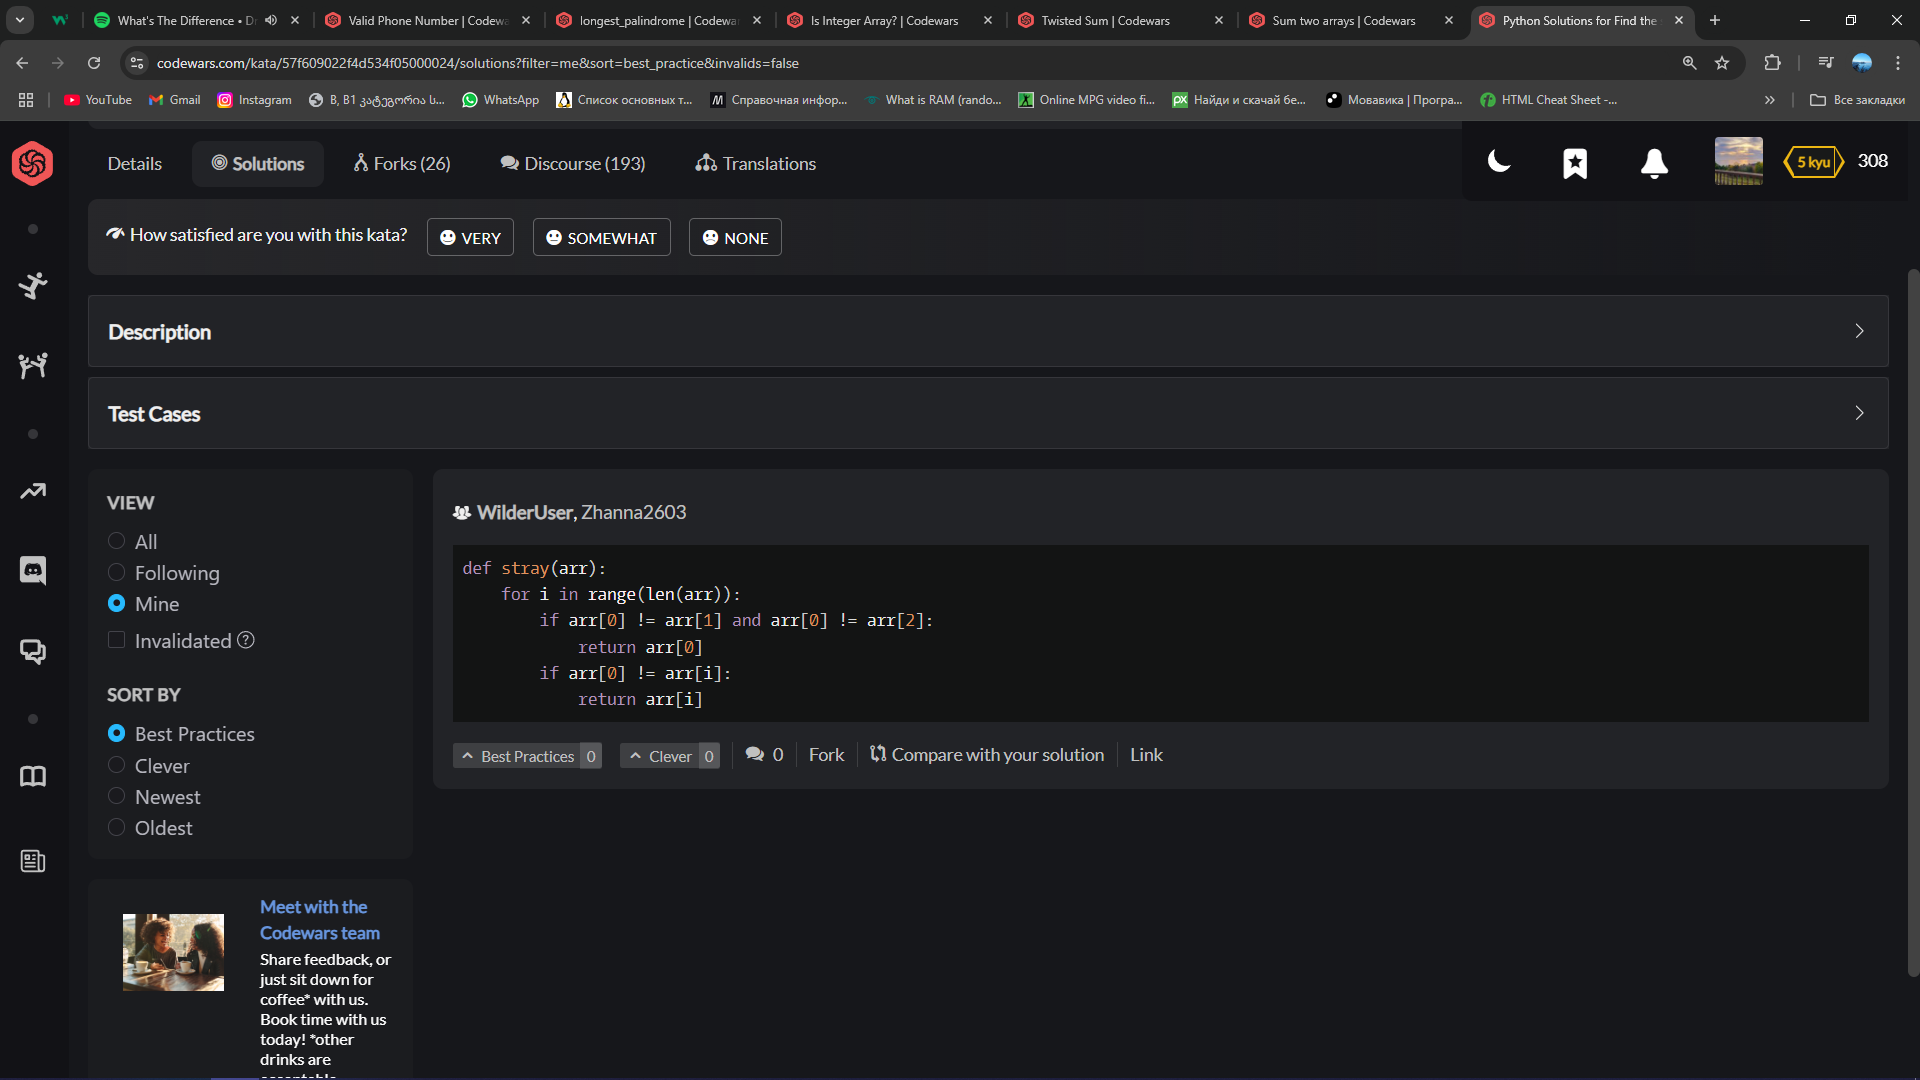 What's The Difference • Dr
Valid Phone Number | Codewa
longest_palindrome | Codewar
Is Integer Array? | Codewars
Twisted Sum | Codewars
Sum two arrays | Codewars
Python Solutions for Find the
codewars.com/kata/57f609022f4d534f05000024/solutions?filter=me&sort=best_practice&invalids=false
YouTube
Gmail
Instagram
B, B1 კატეგორია ს...
WhatsApp
Список основных т...
Справочная инфор...
What is RAM (rando...
Online MPG video fi...
Найди и скачай бе...
Мовавика | Програ...
HTML Cheat Sheet -...
Все закладки
Details
Solutions
Forks (26)
Discourse (193)
Translations
5 kyu
308
How satisfied are you with this kata?
VERY
SOMEWHAT
NONE
Description
Test Cases
VIEW
All
Following
Mine
Invalidated
SORT BY
Best Practices
Clever
Newest
Oldest
WilderUser, Zhanna2603
def stray(arr):
    for i in range(len(arr)):
        if arr[0] != arr[1] and arr[0] != arr[2]:
            return arr[0]
        if arr[0] != arr[i]:
            return arr[i]
Best Practices 0
Clever 0
0
Fork
Compare with your solution
Link
Meet with the
Codewars team
Share feedback, or
just sit down for
coffee* with us.
Book time with us
today! *other
drinks are